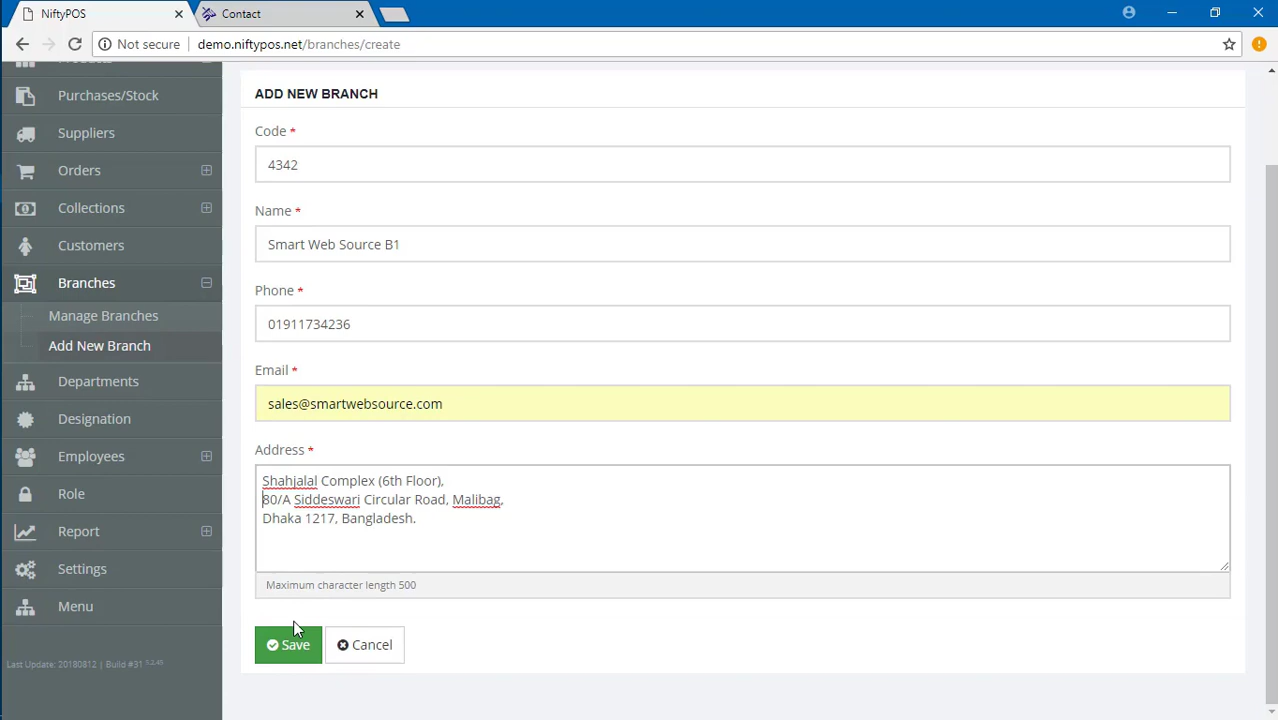 NiftyPOS
Contact
Not secure
demo.niftypos.net/branches/create
Purchases/Stock
Suppliers
Orders
Collections
Customers
Branches
Manage Branches
Add New Branch
Departments
Designation
Employees
Role
Report
Settings
Menu
Last Update: 20180812 | Build #31
ADD NEW BRANCH
Code *
4342
Name *
Smart Web Source B1
Phone *
01911734236
Email *
sales@smartwebsource.com
Address *
Shahjalal Complex (6th Floor),
80/A Siddeswari Circular Road, Malibag,
Dhaka 1217, Bangladesh.
Maximum character length 500
Save
Cancel